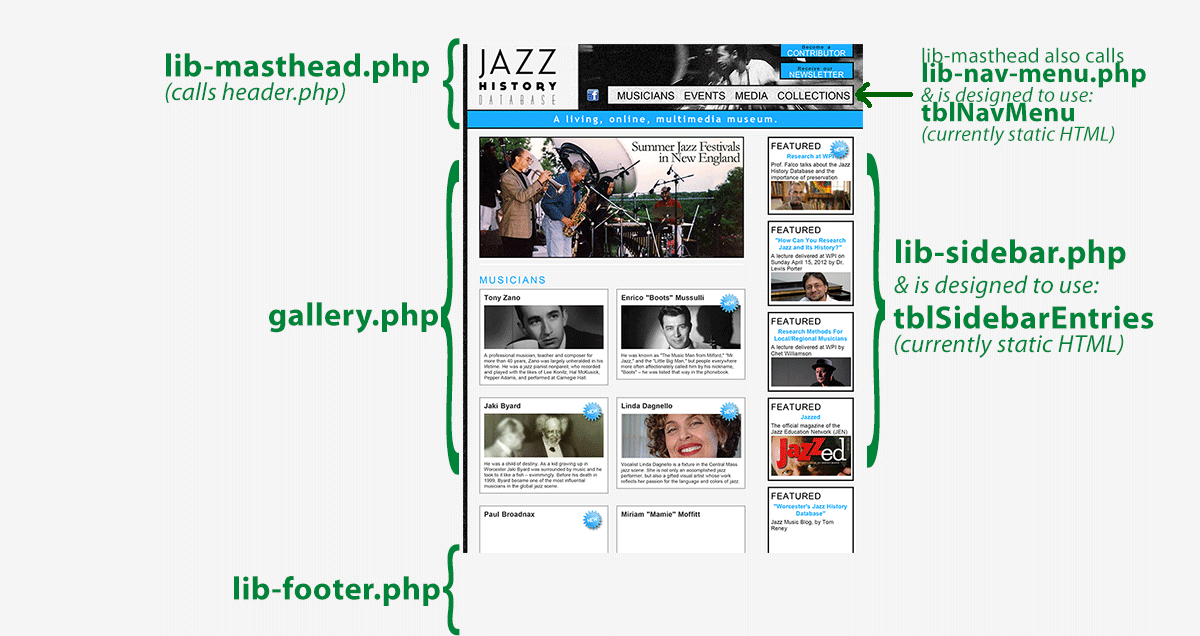 lib-masthead.php
(calls header.php)
JAZZ
HISTORY
DATABASE
Become a
CONTRIBUTOR
Receive our
NEWSLETTER
MUSICIANS EVENTS MEDIA COLLECTIONS
A living, online, multimedia museum.
lib-masthead also calls
lib-nav-menu.php
& is designed to use:
tblNavMenu
(currently static HTML)
gallery.php
Summer Jazz Festivals
in New England
MUSICIANS
Tony Zano
A professional musician, teacher and composer for
more than 40 years, Zano was largely unheralded in his
lifetime. He was a jazz pianist nonpareil, who recorded
and played with the likes of Lee Konitz, Hal McKusick,
Pepper Adams, and performed at Carnegie Hall.
Enrico "Boots" Mussulli
NEW
He was known as "The Music Man from Milford," "Mr.
Jazz," and the "Little Big Man," but people everywhere
more often affectionately called him by his nickname,
"Boots" – he was listed that way in the phonebook.
Jaki Byard
NEW
He was a child of destiny. As a kid growing up in
Worcester Jaki Byard was surrounded by music and he
took to it like a fish – swimmingly. Before his death in
1999, Byard became one of the most influential
musicians in the global jazz scene.
Linda Dagnello
NEW
Vocalist Linda Dagnello is a fixture in the Central Mass
jazz scene. She is not only an accomplished jazz
performer, but also a gifted visual artist whose work
reflects her passion for the language and colors of jazz.
Paul Broadnax
NEW
Miriam "Mamie" Moffitt
FEATURED
NEW
Research at WPI
Prof. Falco talks about the Jazz
History Database and the
importance of preservation
FEATURED
"How Can You Research
Jazz and Its History?"
A lecture delivered at WPI on
Sunday April 15, 2012 by Dr.
Lewis Porter
FEATURED
Research Methods For
Local/Regional Musicians
A lecture delivered at WPI by
Chet Williamson
FEATURED
Jazzed
The official magazine of the
Jazz Education Network (JEN)
JaZZed
FEATURED
"Worcester's Jazz History
Database"
Jazz Music Blog, by Tom
Reney
lib-sidebar.php
& is designed to use:
tblSidebarEntries
(currently static HTML)
lib-footer.php